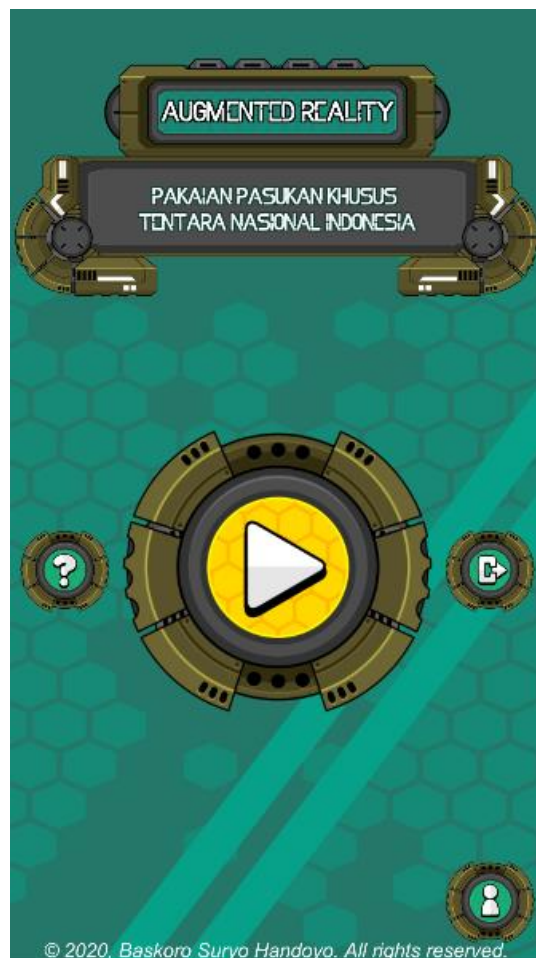 AUGMENTED REALITY
PAKAIAN PASUKAN KHUSUS
TENTARA NASIONAL INDONESIA
?
© 2020, Baskoro Suryo Handoyo. All rights reserved.